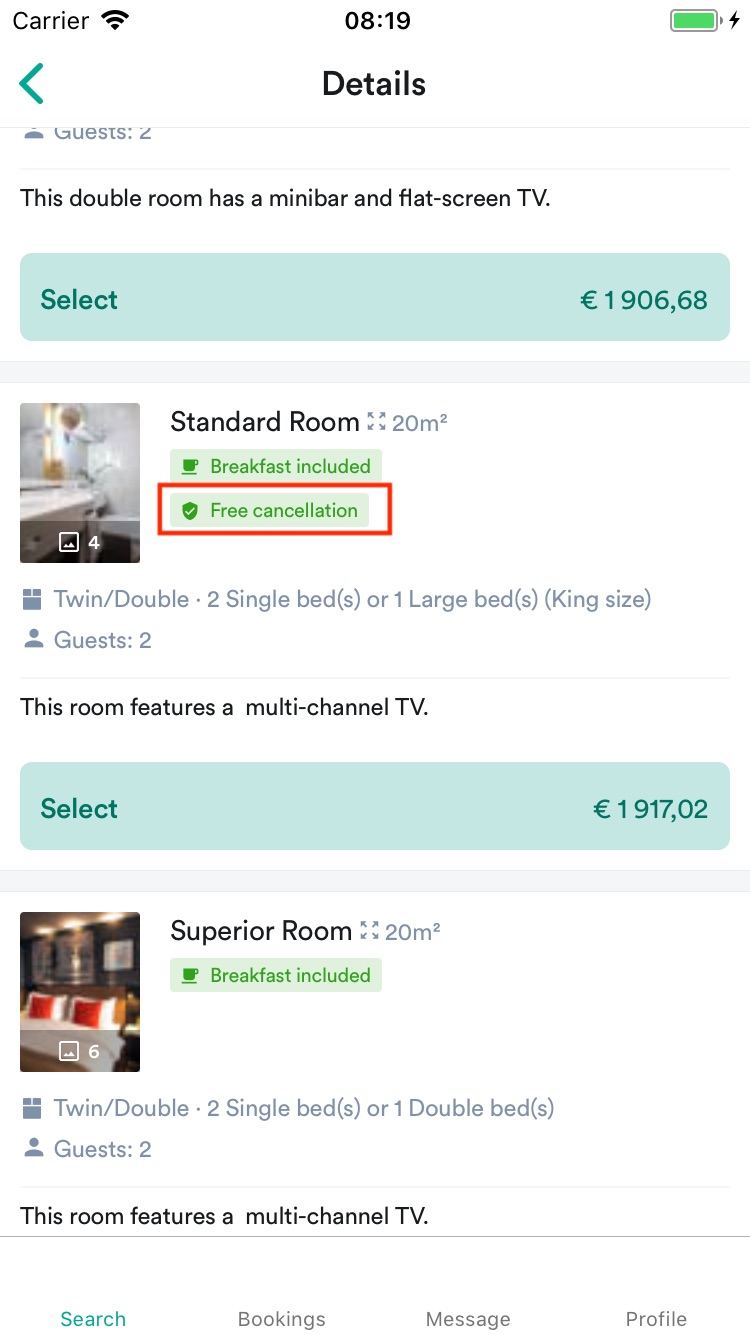 Carrier 08:19
Details
Guests: 2
This double room has a minibar and flat-screen TV.
Select € 1 906,68
Standard Room 20m²
Breakfast included
Free cancellation
4
Twin/Double · 2 Single bed(s) or 1 Large bed(s) (King size)
Guests: 2
This room features a  multi-channel TV.
Select € 1 917,02
Superior Room 20m²
Breakfast included
6
Twin/Double · 2 Single bed(s) or 1 Double bed(s)
Guests: 2
This room features a  multi-channel TV.
Search Bookings Message Profile